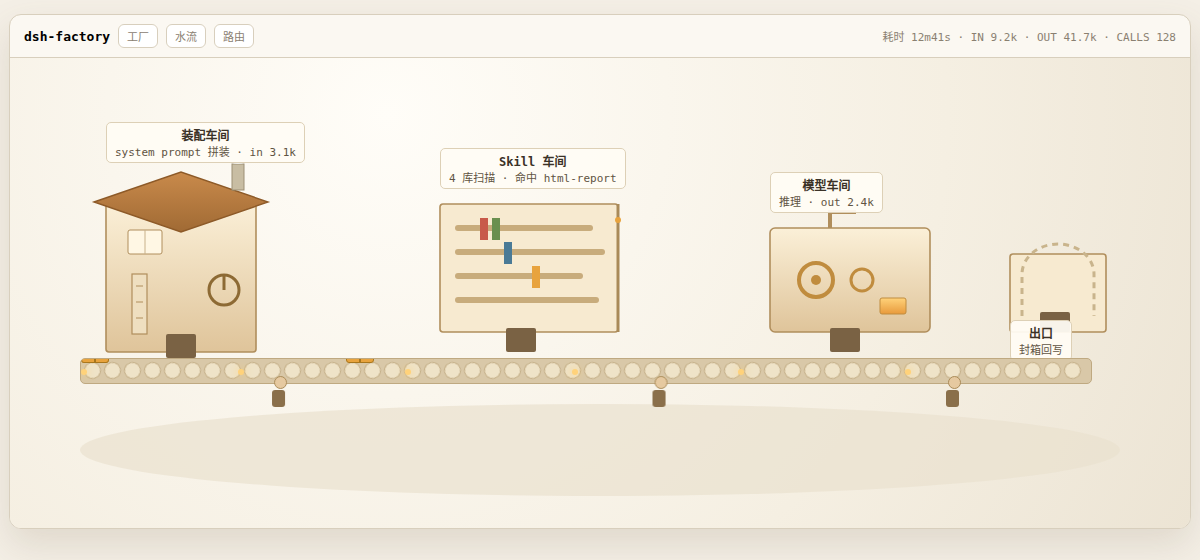 dsh-factory 工厂 水流 路由 耗时 12m41s · IN 9.2k · OUT 41.7k · CALLS 128
装配车间
system prompt 拼装 · in 3.1k
Skill 车间
4 库扫描 · 命中 html-report
模型车间
推理 · out 2.4k
出口
封箱回写